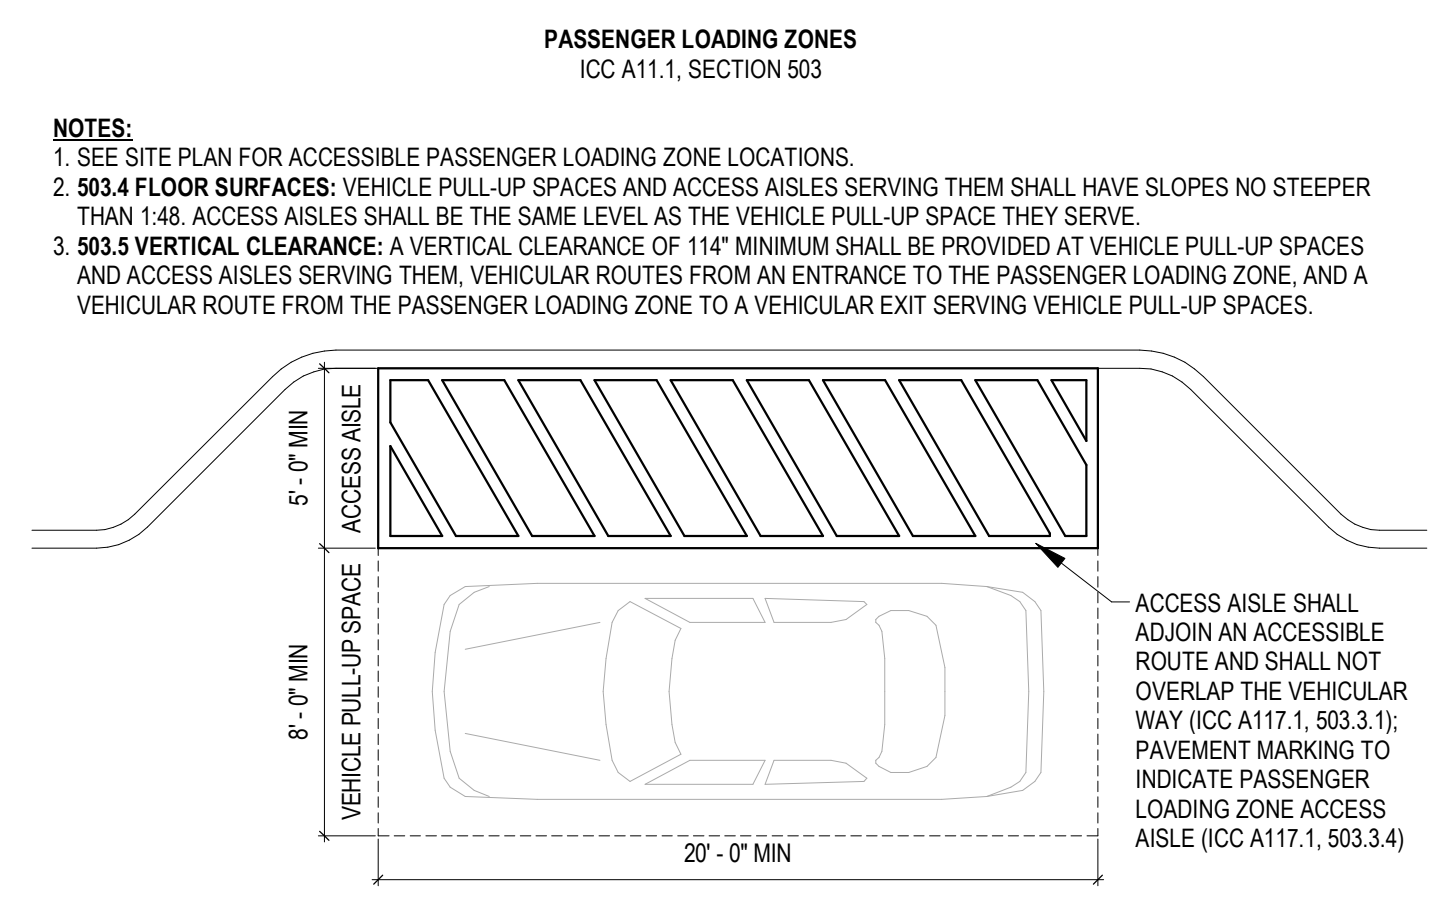 PASSENGER LOADING ZONES
ICC A11.1, SECTION 503
NOTES:
1. SEE SITE PLAN FOR ACCESSIBLE PASSENGER LOADING ZONE LOCATIONS.
2. 503.4 FLOOR SURFACES: VEHICLE PULL-UP SPACES AND ACCESS AISLES SERVING THEM SHALL HAVE SLOPES NO STEEPER
THAN 1:48. ACCESS AISLES SHALL BE THE SAME LEVEL AS THE VEHICLE PULL-UP SPACE THEY SERVE.
3. 503.5 VERTICAL CLEARANCE: A VERTICAL CLEARANCE OF 114" MINIMUM SHALL BE PROVIDED AT VEHICLE PULL-UP SPACES
AND ACCESS AISLES SERVING THEM, VEHICULAR ROUTES FROM AN ENTRANCE TO THE PASSENGER LOADING ZONE, AND A
VEHICULAR ROUTE FROM THE PASSENGER LOADING ZONE TO A VEHICULAR EXIT SERVING VEHICLE PULL-UP SPACES.
5' - 0" MIN
ACCESS AISLE
8' - 0" MIN
VEHICLE PULL-UP SPACE
ACCESS AISLE SHALL
ADJOIN AN ACCESSIBLE
ROUTE AND SHALL NOT
OVERLAP THE VEHICULAR
WAY (ICC A117.1, 503.3.1);
PAVEMENT MARKING TO
INDICATE PASSENGER
LOADING ZONE ACCESS
AISLE (ICC A117.1, 503.3.4)
20' - 0" MIN